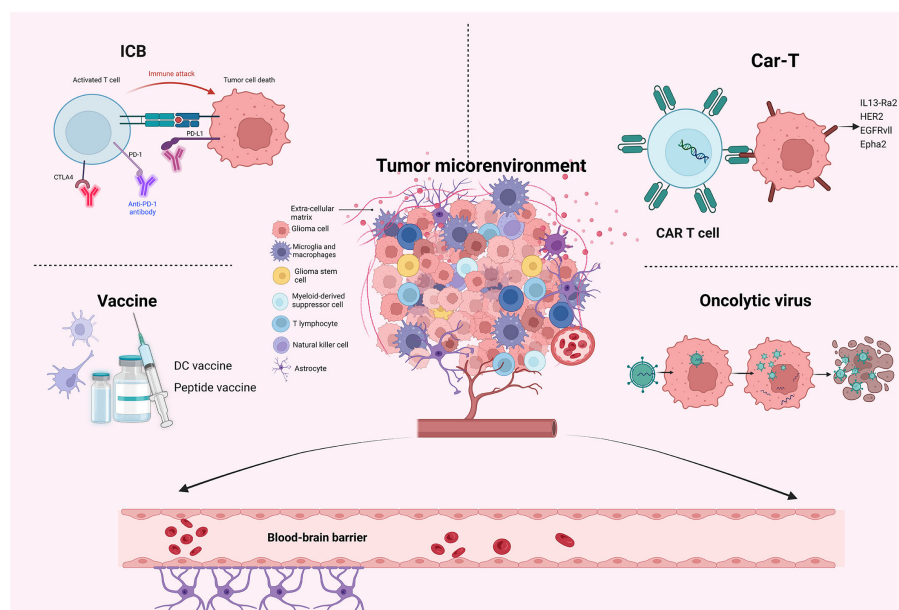 ICB
Activated T cell
Immune attack
Tumor cell death
PD-L1
PD-1
CTLA4
Anti-PD-1
antibody
Car-T
IL13-Ra2
HER2
EGFRvII
Epha2
CAR T cell
Tumor micorenvironment
Extra-cellular
matrix
Glioma cell
Microglia and
macrophages
Glioma stem
cell
Myeloid-derived
suppressor cell
T lymphocyte
Natural killer cell
Astrocyte
Vaccine
DC vaccine
Peptide vaccine
Oncolytic virus
Blood-brain barrier